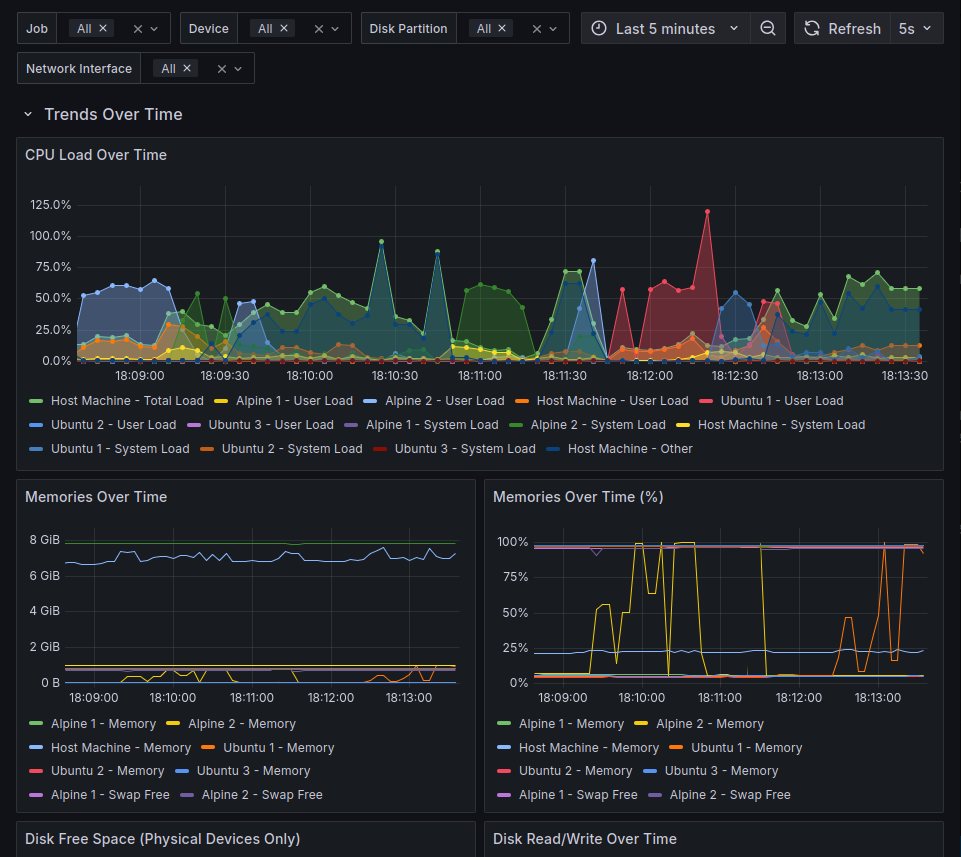 Job All Device All Disk Partition All Last 5 minutes Refresh 5s
Network Interface All
Trends Over Time
CPU Load Over Time
125.0%
100.0%
75.0%
50.0%
25.0%
0.0%
18:09:00 18:09:30 18:10:00 18:10:30 18:11:00 18:11:30 18:12:00 18:12:30 18:13:00 18:13:30
Host Machine - Total Load Alpine 1 - User Load Alpine 2 - User Load Host Machine - User Load Ubuntu 1 - User Load
Ubuntu 2 - User Load Ubuntu 3 - User Load Alpine 1 - System Load Alpine 2 - System Load Host Machine - System Load
Ubuntu 1 - System Load Ubuntu 2 - System Load Ubuntu 3 - System Load Host Machine - Other
Memories Over Time
8 GiB
6 GiB
4 GiB
2 GiB
0 B
18:09:00 18:10:00 18:11:00 18:12:00 18:13:00
Alpine 1 - Memory Alpine 2 - Memory
Host Machine - Memory Ubuntu 1 - Memory
Ubuntu 2 - Memory Ubuntu 3 - Memory
Alpine 1 - Swap Free Alpine 2 - Swap Free
Memories Over Time (%)
100%
75%
50%
25%
0%
18:09:00 18:10:00 18:11:00 18:12:00 18:13:00
Alpine 1 - Memory Alpine 2 - Memory
Host Machine - Memory Ubuntu 1 - Memory
Ubuntu 2 - Memory Ubuntu 3 - Memory
Alpine 1 - Swap Free Alpine 2 - Swap Free
Disk Free Space (Physical Devices Only)
Disk Read/Write Over Time